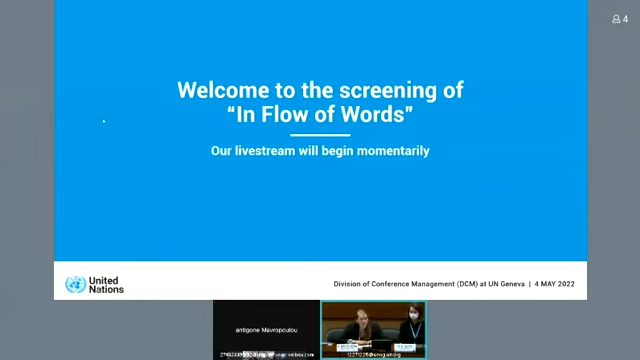 4
Welcome to the screening of
“In Flow of Words”
Our livestream will begin momentarily
United
Nations
Division of Conference Management (DCM) at UN Geneva | 4 MAY 2022
antigone Mavropoulou